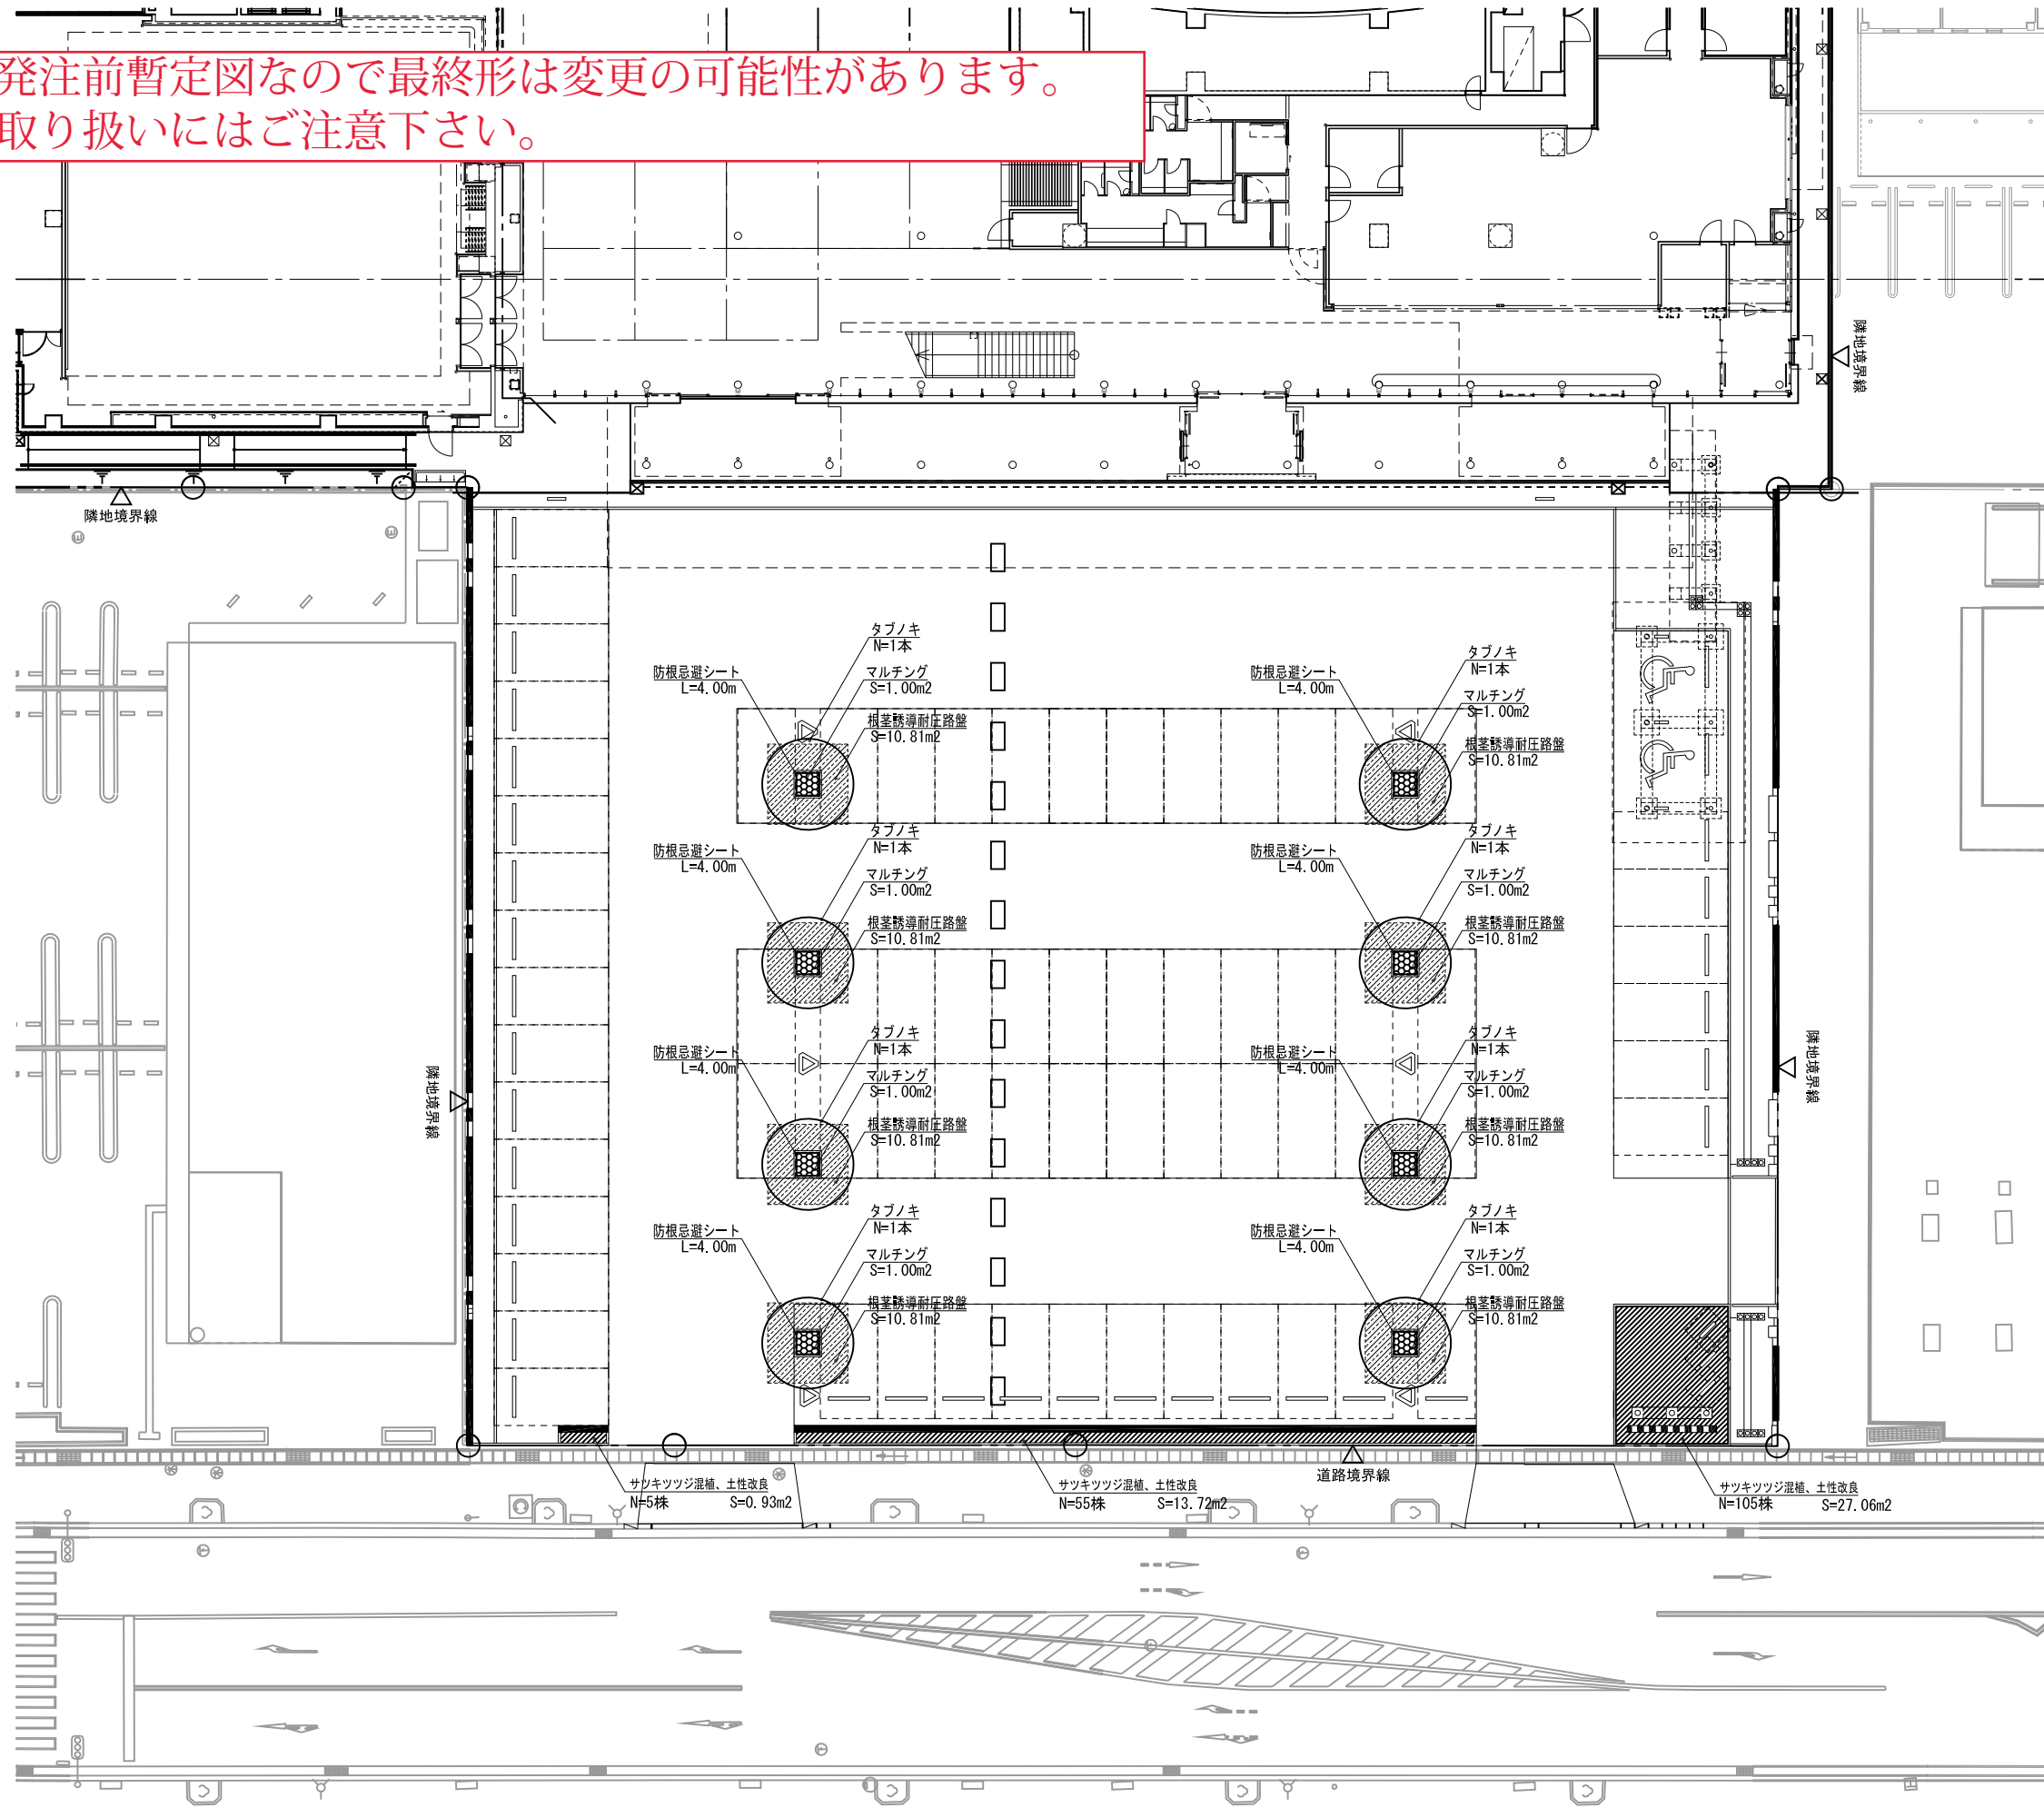 発注前暫定図なので最終形は変更の可能性があります。
取り扱いにはご注意下さい。
隣地境界線
隣地境界線
タブノキ
N=1本
防根忌避シート
L=4.00m
マルチング
S=1.00m2
根茎誘導耐圧路盤
S=10.81m2
タブノキ
N=1本
防根忌避シート
L=4.00m
マルチング
S=1.00m2
根茎誘導耐圧路盤
S=10.81m2
タブノキ
N=1本
防根忌避シート
L=4.00m
マルチング
S=1.00m2
根茎誘導耐圧路盤
S=10.81m2
タブノキ
N=1本
防根忌避シート
L=4.00m
マルチング
S=1.00m2
根茎誘導耐圧路盤
S=10.81m2
隣地境界線
タブノキ
N=1本
防根忌避シート
L=4.00m
マルチング
S=1.00m2
根茎誘導耐圧路盤
S=10.81m2
タブノキ
N=1本
防根忌避シート
L=4.00m
マルチング
S=1.00m2
根茎誘導耐圧路盤
S=10.81m2
隣地境界線
タブノキ
N=1本
防根忌避シート
L=4.00m
マルチング
S=1.00m2
根茎誘導耐圧路盤
S=10.81m2
タブノキ
N=1本
防根忌避シート
L=4.00m
マルチング
S=1.00m2
根茎誘導耐圧路盤
S=10.81m2
サツキツツジ混植、土性改良
N=5株 S=0.93m2
サツキツツジ混植、土性改良
N=55株 S=13.72m2
道路境界線
サツキツツジ混植、土性改良
N=105株 S=27.06m2